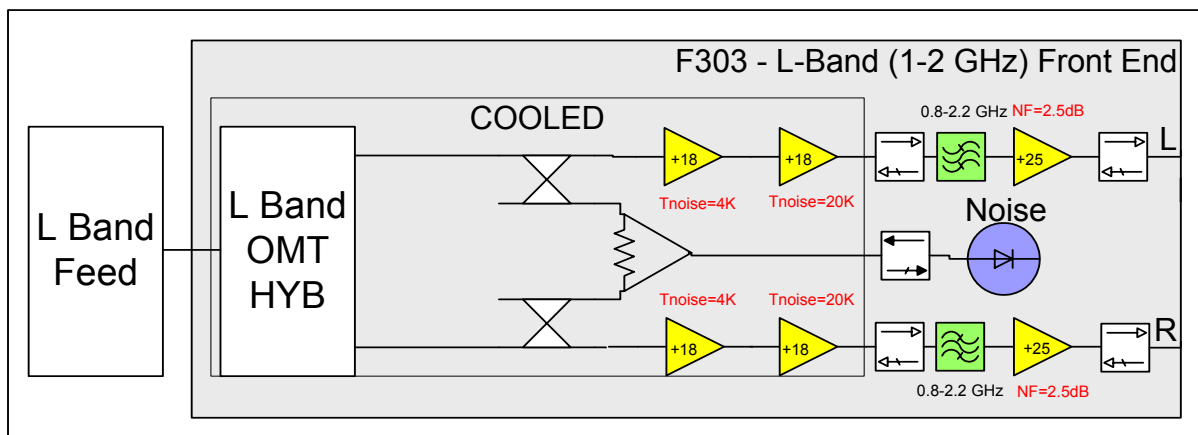 F303 - L-Band (1-2 GHz) Front End
COOLED
0.8-2.2 GHz
NF=2.5dB
L
+18
+18
+25
Tnoise=4K
Tnoise=20K
L Band
Feed
L Band
OMT
HYB
Noise
Tnoise=4K
Tnoise=20K
R
+18
+18
+25
0.8-2.2 GHz
NF=2.5dB